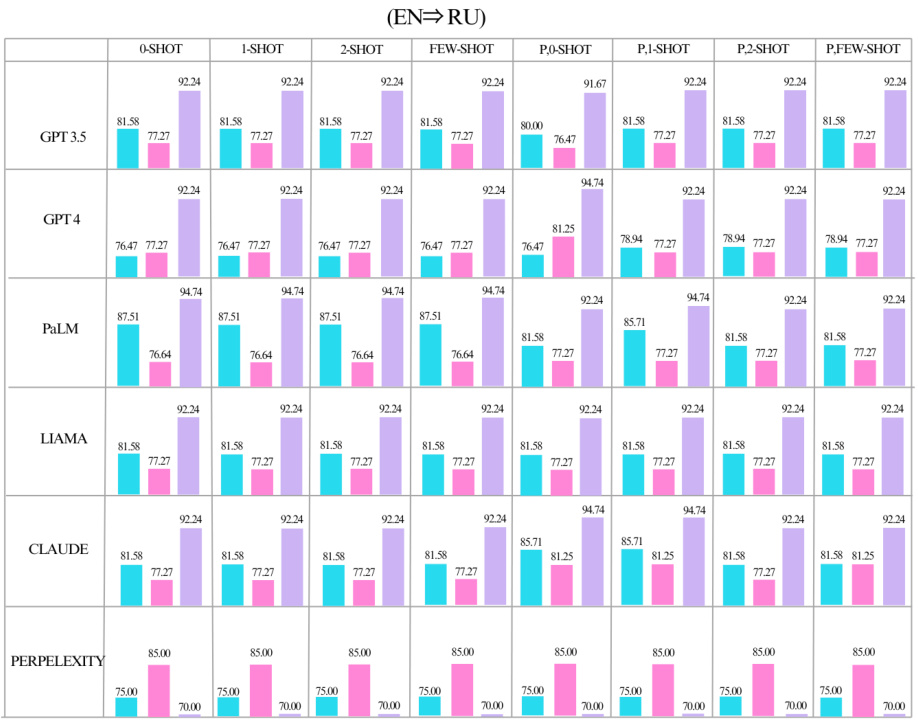 (EN⇒RU)
0-SHOT 1-SHOT 2-SHOT FEW-SHOT P,0-SHOT P,1-SHOT P,2-SHOT P,FEW-SHOT
GPT 3.5
81.58 77.27 92.24 81.58 77.27 92.24 81.58 77.27 92.24 81.58 77.27 92.24 80.00 76.47 91.67 81.58 77.27 92.24 81.58 77.27 92.24 81.58 77.27 92.24
GPT 4
76.47 77.27 92.24 76.47 77.27 92.24 76.47 77.27 92.24 76.47 77.27 92.24 76.47 81.25 94.74 78.94 77.27 92.24 78.94 77.27 92.24 78.94 77.27 92.24
PaLM
87.51 76.64 94.74 87.51 76.64 94.74 87.51 76.64 94.74 87.51 76.64 94.74 81.58 77.27 92.24 85.71 77.27 94.74 81.58 77.27 92.24 81.58 77.27 92.24
LIAMA
81.58 77.27 92.24 81.58 77.27 92.24 81.58 77.27 92.24 81.58 77.27 92.24 81.58 77.27 92.24 81.58 77.27 92.24 81.58 77.27 92.24 81.58 77.27 92.24
CLAUDE
81.58 77.27 92.24 81.58 77.27 92.24 81.58 77.27 92.24 81.58 77.27 92.24 85.71 81.25 94.74 85.71 81.25 94.74 81.58 77.27 92.24 81.58 81.25 92.24
PERPELEXITY
75.00 85.00 70.00 75.00 85.00 70.00 75.00 85.00 70.00 75.00 85.00 70.00 75.00 85.00 70.00 75.00 85.00 70.00 75.00 85.00 70.00 75.00 85.00 70.00